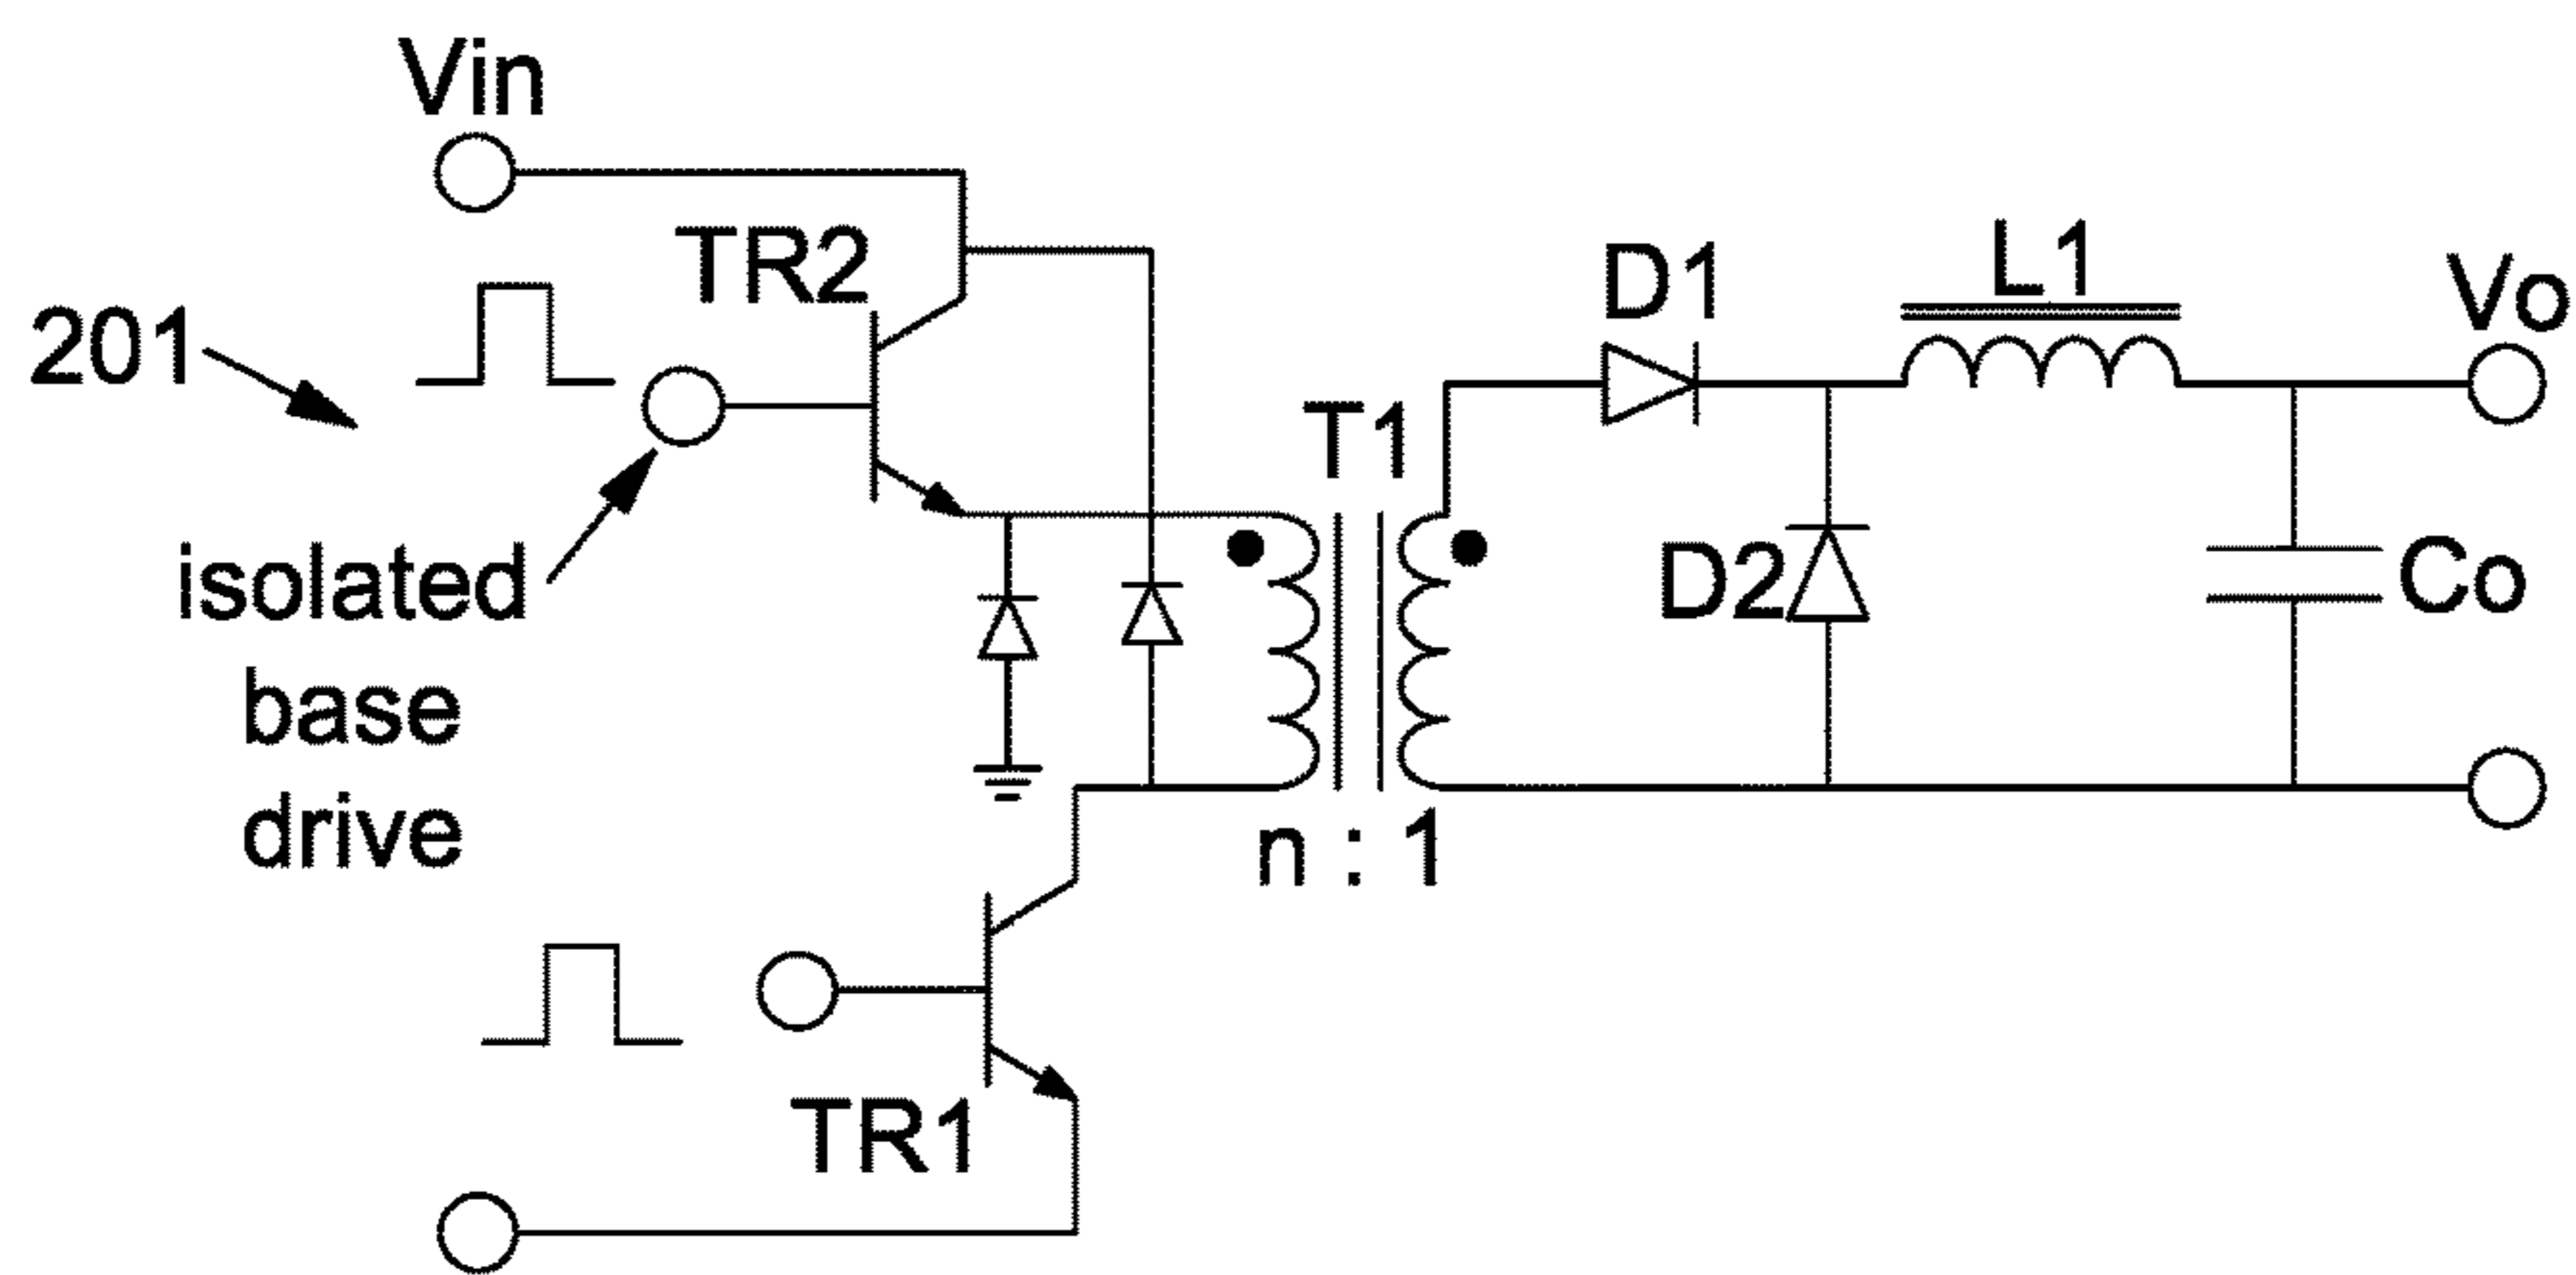 Vin
TR2
201
isolated
base
drive
TR1
T1
n : 1
D1
L1
D2
Co
Vo